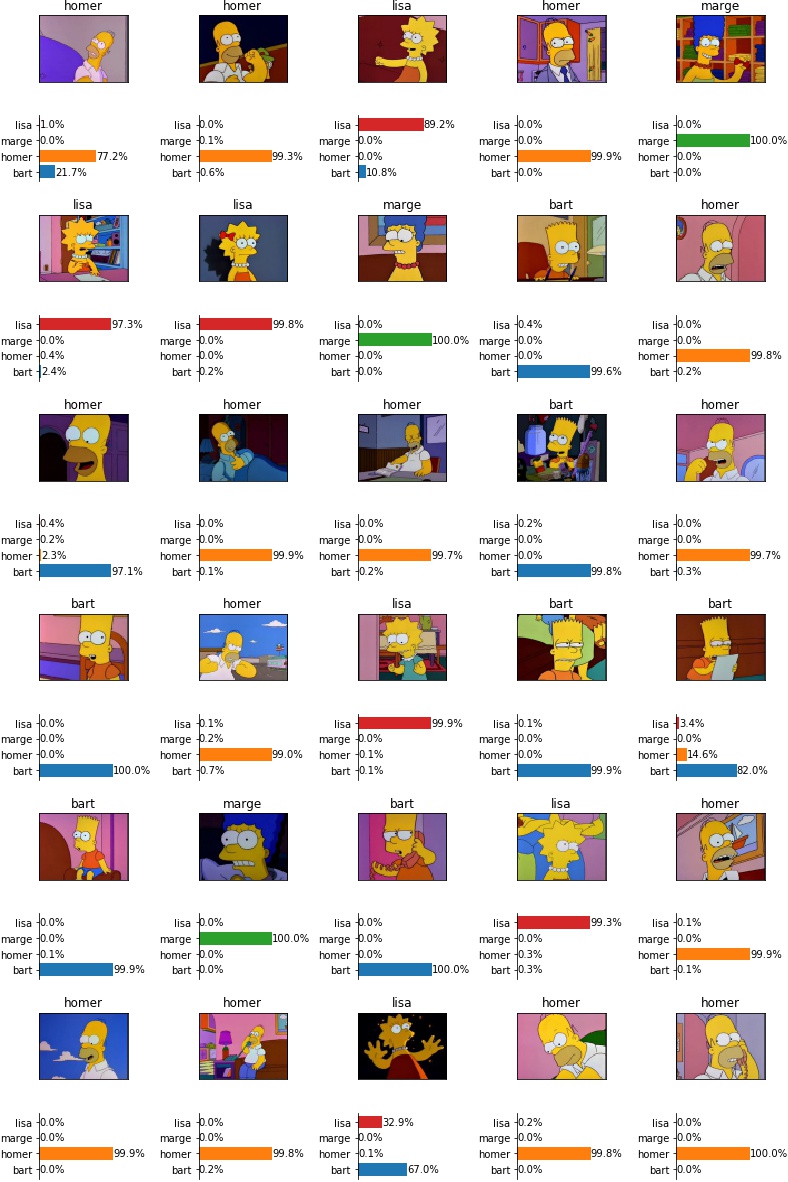 homer homer lisa homer marge
lisa 1.0% lisa 0.0% lisa 89.2% lisa 0.0% lisa 0.0%
marge 0.0% marge 0.1% marge 0.0% marge 0.0% marge 100.0%
homer 77.2% homer 99.3% homer 0.0% homer 99.9% homer 0.0%
bart 21.7% bart 0.6% bart 10.8% bart 0.0% bart 0.0%
lisa lisa marge bart homer
lisa 97.3% lisa 99.8% lisa 0.0% lisa 0.4% lisa 0.0%
marge 0.0% marge 0.0% marge 100.0% marge 0.0% marge 0.0%
homer 0.4% homer 0.0% homer 0.0% homer 0.0% homer 99.8%
bart 2.4% bart 0.2% bart 0.0% bart 99.6% bart 0.2%
homer homer homer bart homer
lisa 0.4% lisa 0.0% lisa 0.0% lisa 0.2% lisa 0.0%
marge 0.2% marge 0.0% marge 0.0% marge 0.0% marge 0.0%
homer 2.3% homer 99.9% homer 99.7% homer 0.0% homer 99.7%
bart 97.1% bart 0.1% bart 0.2% bart 99.8% bart 0.3%
bart homer lisa bart bart
lisa 0.0% lisa 0.1% lisa 99.9% lisa 0.1% lisa 3.4%
marge 0.0% marge 0.2% marge 0.0% marge 0.0% marge 0.0%
homer 0.0% homer 99.0% homer 0.1% homer 0.0% homer 14.6%
bart 100.0% bart 0.7% bart 0.1% bart 99.9% bart 82.0%
bart marge bart lisa homer
lisa 0.0% lisa 0.0% lisa 0.0% lisa 99.3% lisa 0.1%
marge 0.0% marge 100.0% marge 0.0% marge 0.0% marge 0.0%
homer 0.1% homer 0.0% homer 0.0% homer 0.3% homer 99.9%
bart 99.9% bart 0.0% bart 100.0% bart 0.3% bart 0.1%
homer homer lisa homer homer
lisa 0.0% lisa 0.0% lisa 32.9% lisa 0.2% lisa 0.0%
marge 0.0% marge 0.0% marge 0.0% marge 0.0% marge 0.0%
homer 99.9% homer 99.8% homer 0.1% homer 99.8% homer 100.0%
bart 0.0% bart 0.2% bart 67.0% bart 0.0% bart 0.0%